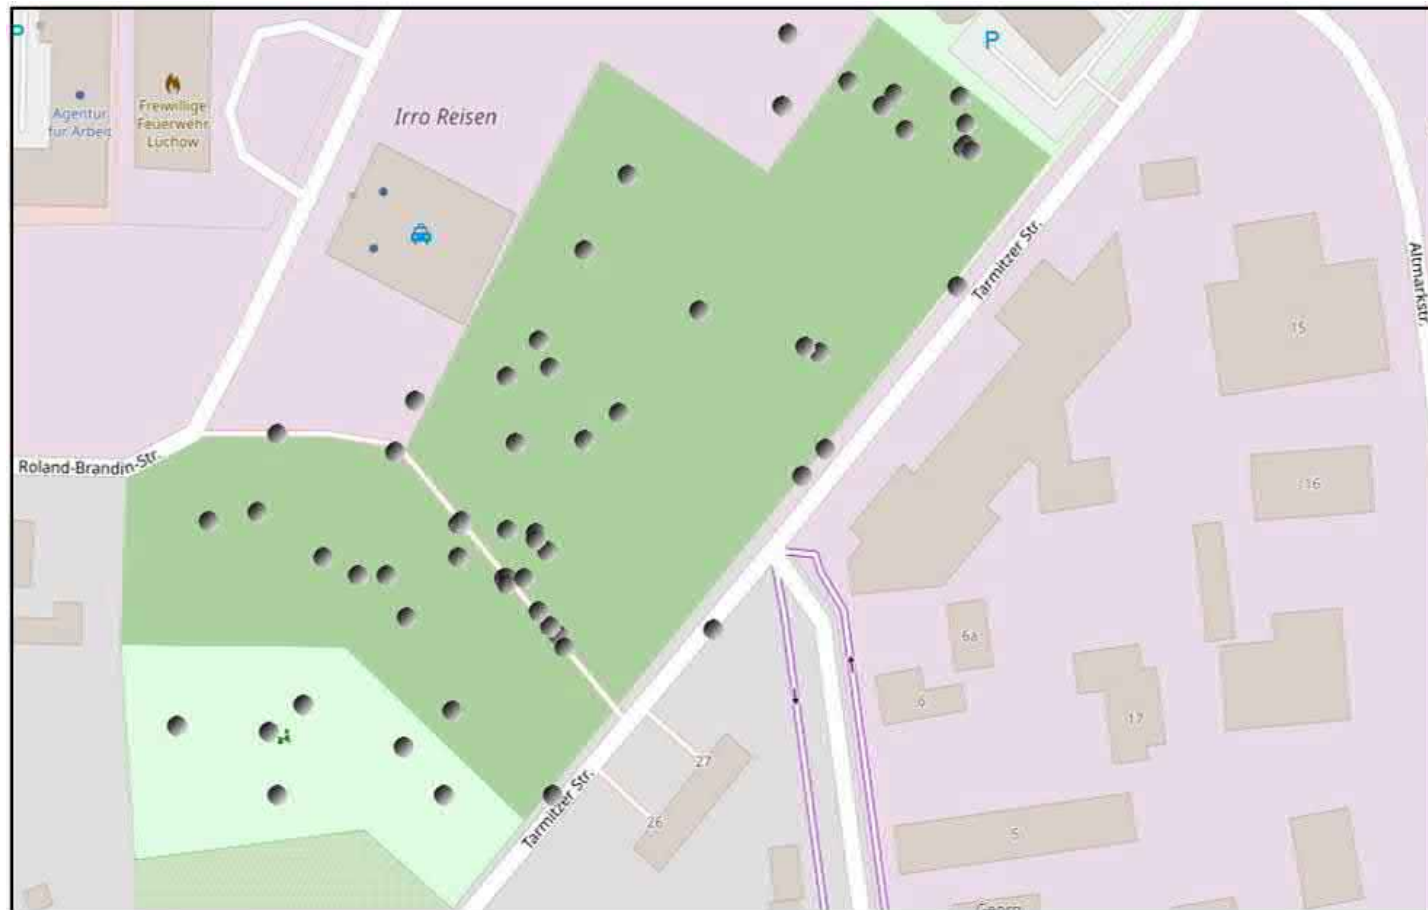 P
P
Agentur
für Arbeit
Freiwillige
Feuerwehr
Lüchow
Irro Reisen
Tarmitzer Str.
Altmarkstr.
15
Roland-Brandin-Str.
16
6a
6
17
27
26
Tarmitzer Str.
5
Georg